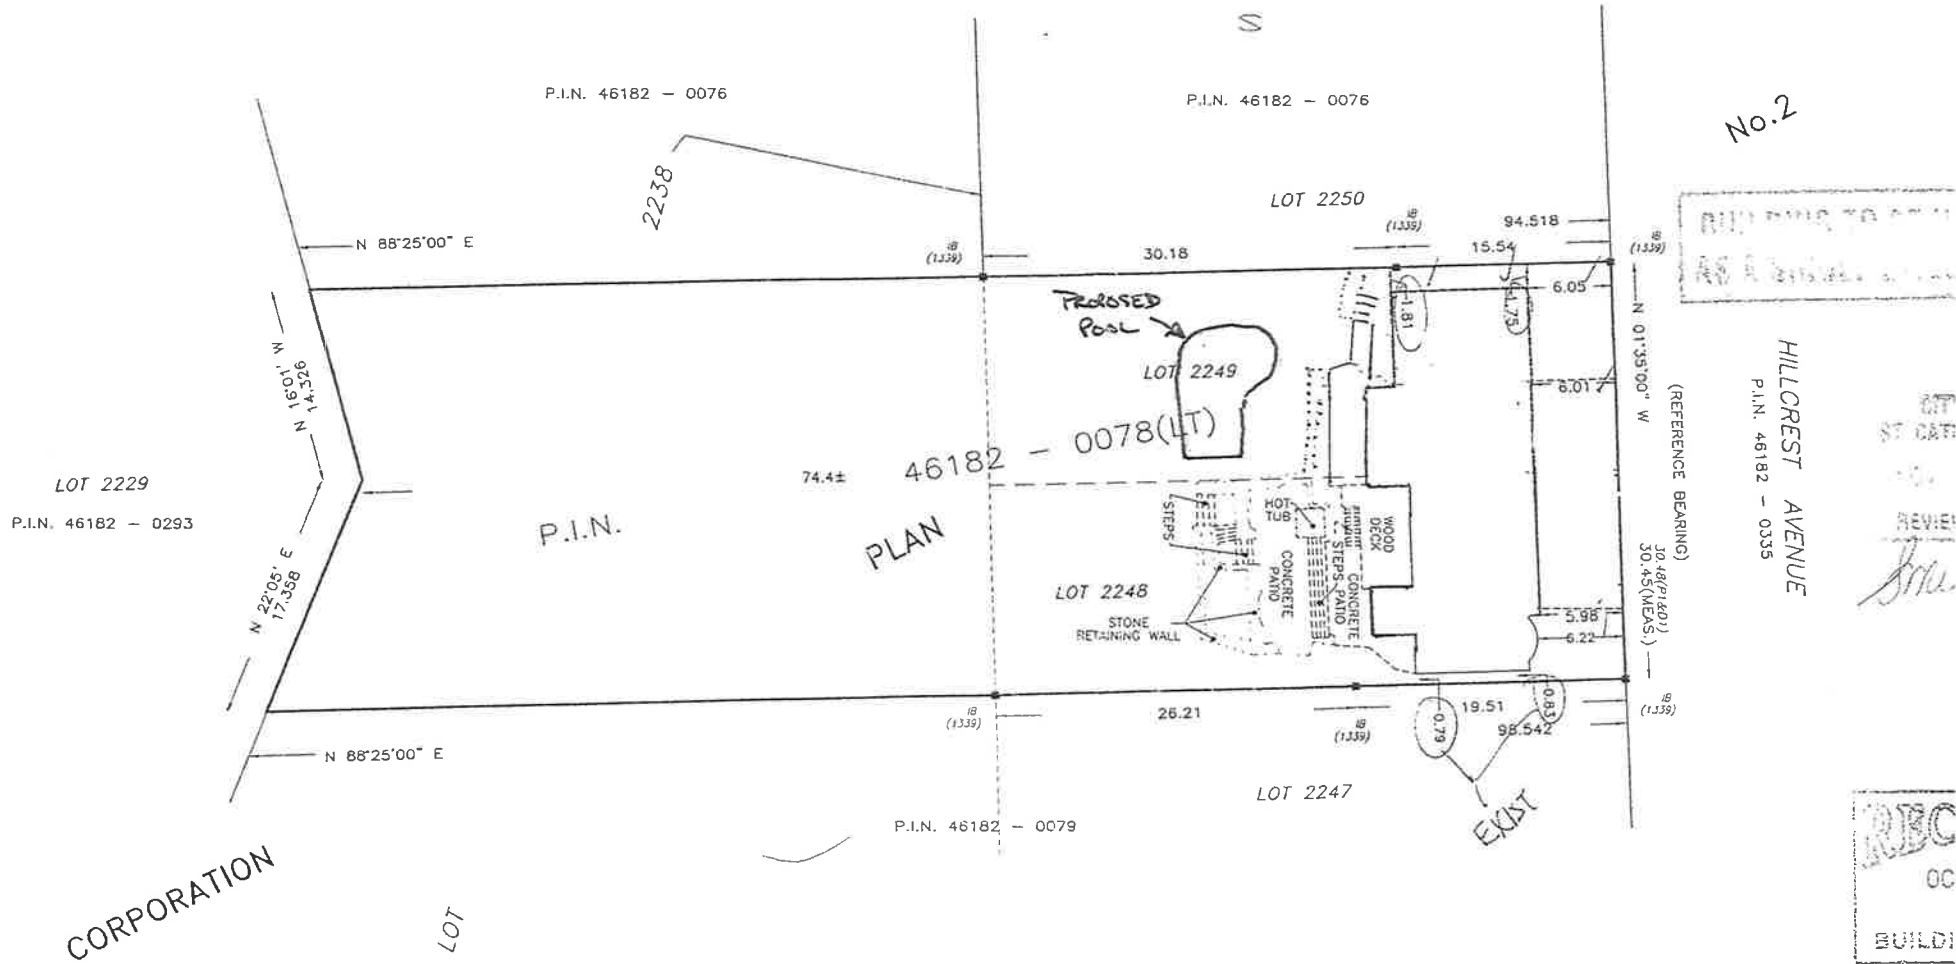 S
P.I.N. 46182 - 0076
P.I.N. 46182 - 0076
No.2
2238
LOT 2250
N 88°25'00" E
IB
(1339)
30.18
IB
(1339)
94.518
15.54
IB
(1339)
6.05
1.81
1.75
PROPOSED
POOL
LOT 2249
6.01
N 01°35'00" W
(REFERENCE BEARING)
HILLCREST AVENUE
P.I.N. 46182 - 0335
N 16°01' W
14.326
LOT 2229
P.I.N. 46182 - 0293
74.4±
P.I.N.
46182 - 0078(LT)
PLAN
STEPS
HOT
TUB
WOOD
DECK
CONCRETE
PATIO
STEPS
CONCRETE
PATIO
LOT 2248
STONE
RETAINING WALL
N 22°05' E
17.358
5.98
6.22
30.48(P1&D1)
30.45(MEAS.)
REVIE
IB
(1339)
26.21
IB
(1339)
19.51
0.79
0.83
98.542
IB
(1339)
N 88°25'00" E
LOT 2247
EXIST
P.I.N. 46182 - 0079
CORPORATION
LOT
REC
OC
BUILDI